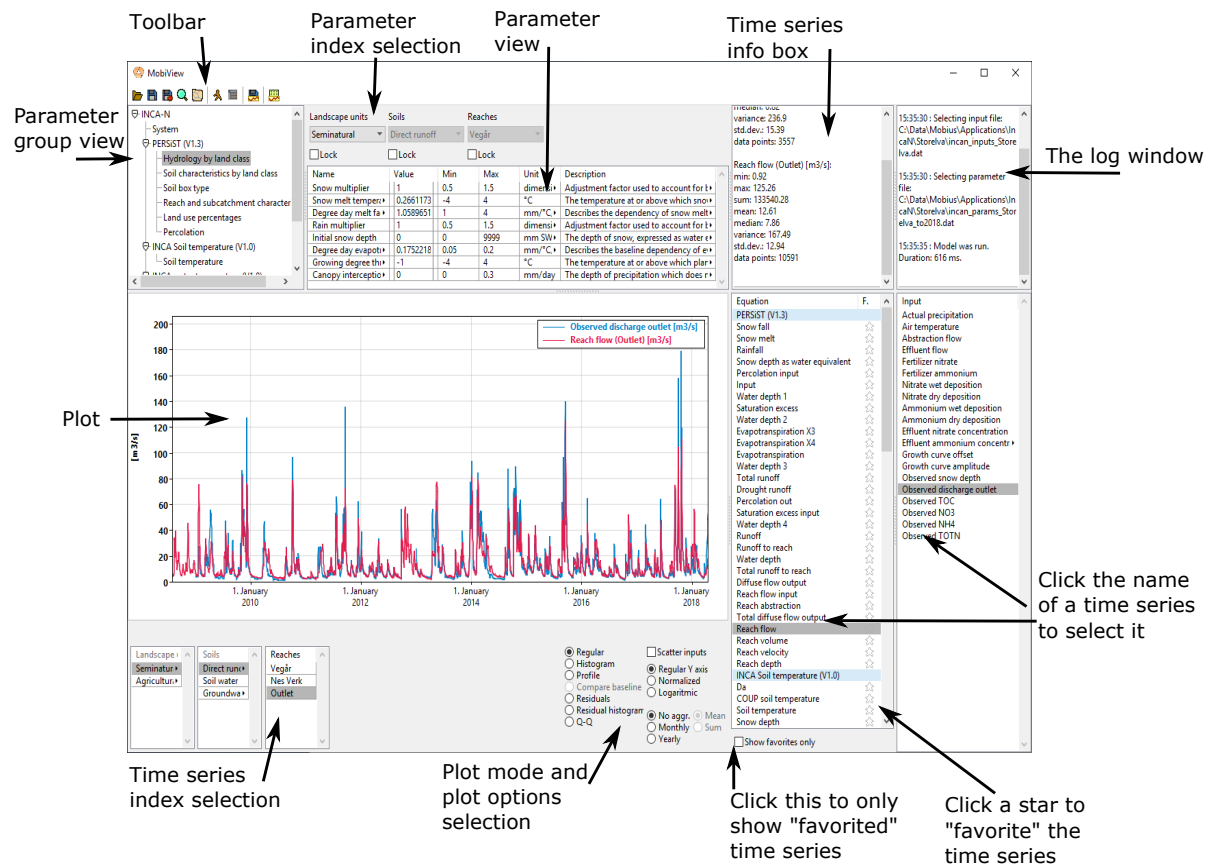 Toolbar
Parameter
index selection
Parameter
view
Time series
info box
Parameter
group view
The log window
Plot
Click the name
of a time series
to select it
Time series
index selection
Plot mode and
plot options
selection
Click this to only
show "favorited"
time series
Click a star to
"favorite" the
time series
MobiView
INCA-N
System
PERSiST (V1.3)
Hydrology by land class
Soil characteristics by land class
Soil box type
Reach and subcatchment character
Land use percentages
Percolation
INCA Soil temperature (V1.0)
Soil temperature
Landscape units Soils Reaches
Seminatural Direct runoff Vegår
Lock Lock Lock
Name Value Min Max Unit Description
Snow multiplier 1 0.5 1.5 dimensi Adjustment factor used to account for b
Snow melt tempera 0.2661173 -4 4 °C The temperature at or above which snow
Degree day melt fa 1.0589651 1 4 mm/°C, Describes the dependency of snow melt
Rain multiplier 1 0.5 1.5 dimensi Adjustment factor used to account for b
Initial snow depth 0 0 9999 mm SW The depth of snow, expressed as water e
Degree day evapotr 0.1752218 0.05 0.2 mm/°C, Describes the baseline dependency of e
Growing degree thr -1 -4 4 °C The temperature at or above which plan
Canopy interceptio 0 0 0.3 mm/day The depth of precipitation which does n
median: 6.62
variance: 236.9
std.dev.: 15.39
data points: 3557
Reach flow (Outlet) [m3/s]:
min: 0.92
max: 125.26
sum: 133540.28
mean: 12.61
median: 7.86
variance: 167.49
std.dev.: 12.94
data points: 10591
15:35:30 : Selecting input file:
C:\Data\Mobius\Applications\In
caN\Storelva\incan_inputs_Store
lva.dat
15:35:30 : Selecting parameter
file:
C:\Data\Mobius\Applications\In
caN\Storelva\incan_params_Stor
elva_to2018.dat
15:35:35 : Model was run.
Duration: 616 ms.
Observed discharge outlet [m3/s]
Reach flow (Outlet) [m3/s]
[m3/s]
200
180
160
140
120
100
80
60
40
20
0
1. January
2010
2012
2014
2016
1. January
2018
Equation F.
PERSiST (V1.3)
Snow fall
Snow melt
Rainfall
Snow depth as water equivalent
Percolation input
Input
Water depth 1
Saturation excess
Water depth 2
Evapotranspiration X3
Evapotranspiration X4
Evapotranspiration
Water depth 3
Total runoff
Drought runoff
Percolation out
Saturation excess input
Water depth 4
Runoff
Runoff to reach
Water depth
Total runoff to reach
Diffuse flow output
Reach flow input
Reach abstraction
Total diffuse flow output
Reach flow
Reach volume
Reach velocity
Reach depth
INCA Soil temperature (V1.0)
Da
COUP soil temperature
Soil temperature
Snow depth
Show favorites only
Input
Actual precipitation
Air temperature
Abstraction flow
Effluent flow
Fertilizer nitrate
Fertilizer ammonium
Nitrate wet deposition
Nitrate dry deposition
Ammonium wet deposition
Ammonium dry deposition
Effluent nitrate concentration
Effluent ammonium concentr
Growth curve offset
Growth curve amplitude
Observed snow depth
Observed discharge outlet
Observed TOC
Observed NO3
Observed NH4
Observed TOTN
Landscape
Seminatur
Agricultur
Soils
Direct runo
Soil water
Groundwa
Reaches
Vegår
Nes Verk
Outlet
Regular
Histogram
Profile
Compare baseline
Residuals
Residual histogram
Q-Q
Scatter inputs
Regular Y axis
Normalized
Logaritmic
No aggr. Mean
Monthly Sum
Yearly